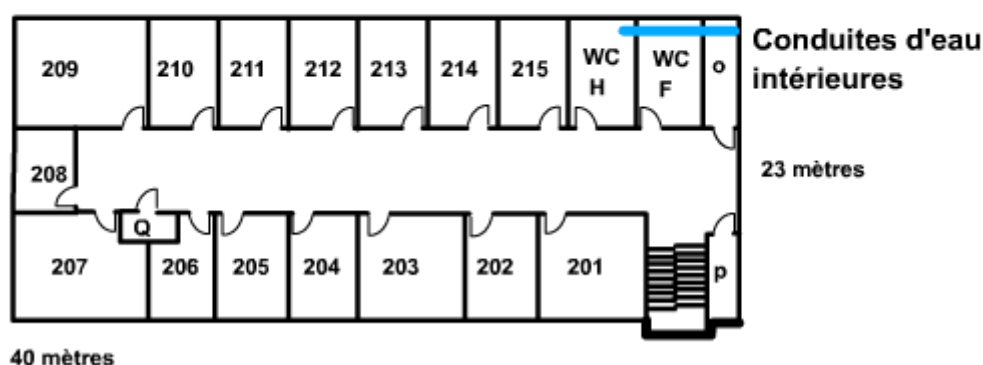 209 210 211 212 213 214 215 WC H WC F o
Conduites d'eau
intérieures
208
23 mètres
Q
207 206 205 204 203 202 201 p
40 mètres